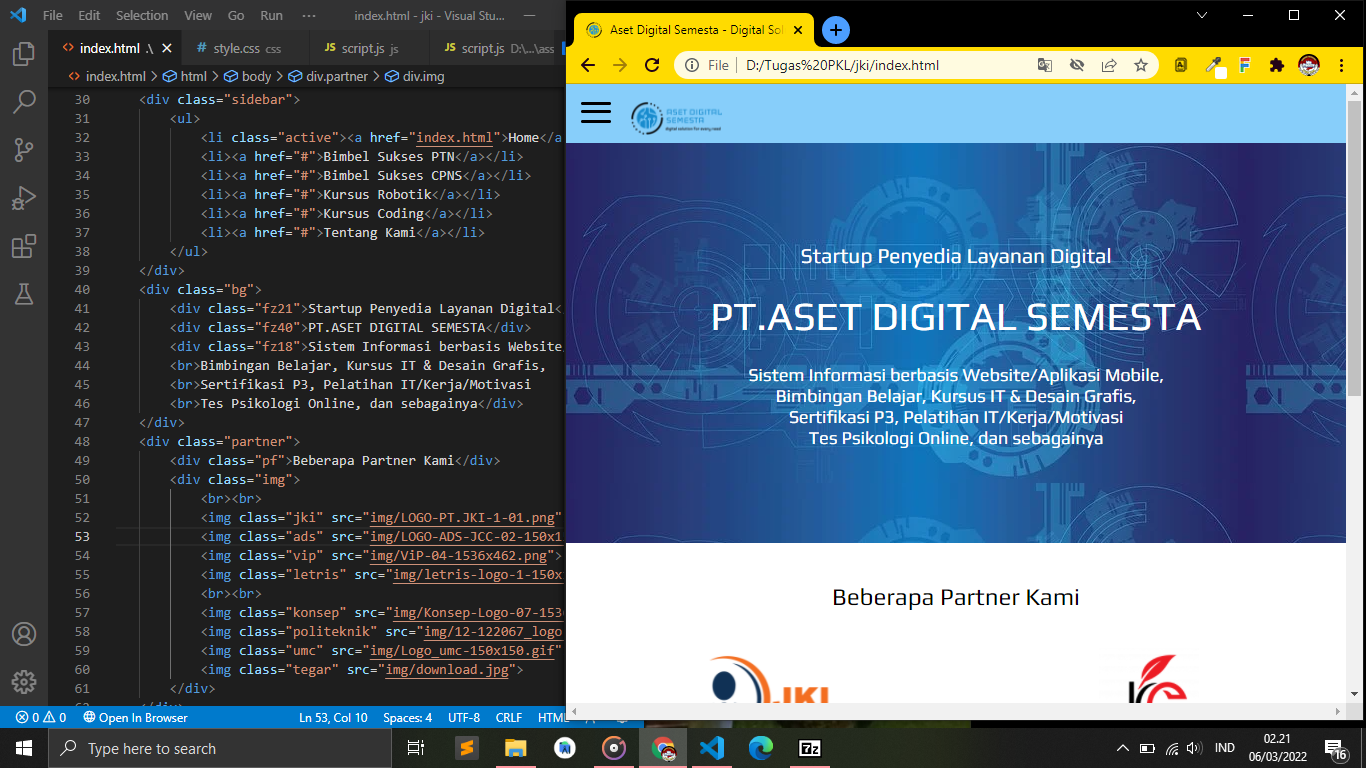 File Edit Selection View Go Run ··· index.html - jki - Visual Stu...
index.html .\ style.css css script.js js script.js D:\...\ass
index.html > html > body > div.partner > div.img
30 <div class="sidebar">
31 <ul>
32 <li class="active"><a href="index.html">Home</a
33 <li><a href="#">Bimbel Sukses PTN</a></li>
34 <li><a href="#">Bimbel Sukses CPNS</a></li>
35 <li><a href="#">Kursus Robotik</a></li>
36 <li><a href="#">Kursus Coding</a></li>
37 <li><a href="#">Tentang Kami</a></li>
38 </ul>
39 </div>
40 <div class="bg">
41 <div class="fz21">Startup Penyedia Layanan Digital<
42 <div class="fz40">PT.ASET DIGITAL SEMESTA</div>
43 <div class="fz18">Sistem Informasi berbasis Website
44 <br>Bimbingan Belajar, Kursus IT & Desain Grafis,
45 <br>Sertifikasi P3, Pelatihan IT/Kerja/Motivasi
46 <br>Tes Psikologi Online, dan sebagainya</div>
47 </div>
48 <div class="partner">
49 <div class="pf">Beberapa Partner Kami</div>
50 <div class="img">
51 <br><br>
52 <img class="jki" src="img/LOGO-PT.JKI-1-01.png"
53 <img class="ads" src="img/LOGO-ADS-JCC-02-150x1
54 <img class="vip" src="img/ViP-04-1536x462.png">
55 <img class="letris" src="img/letris-logo-1-150x
56 <br><br>
57 <img class="konsep" src="img/Konsep-Logo-07-153
58 <img class="politeknik" src="img/12-122067_logo
59 <img class="umc" src="img/Logo_umc-150x150.gif"
60 <img class="tegar" src="img/download.jpg">
61 </div>
0 0 Open In Browser Ln 53, Col 10 Spaces: 4 UTF-8 CRLF HTML
Aset Digital Semesta - Digital Sol
File | D:/Tugas%20PKL/jki/index.html
ASET DIGITAL
SEMESTA
digital solution for every need
Startup Penyedia Layanan Digital
PT.ASET DIGITAL SEMESTA
Sistem Informasi berbasis Website/Aplikasi Mobile,
Bimbingan Belajar, Kursus IT & Desain Grafis,
Sertifikasi P3, Pelatihan IT/Kerja/Motivasi
Tes Psikologi Online, dan sebagainya
Beberapa Partner Kami
JKI
Type here to search
7z
IND
02.21
06/03/2022
16